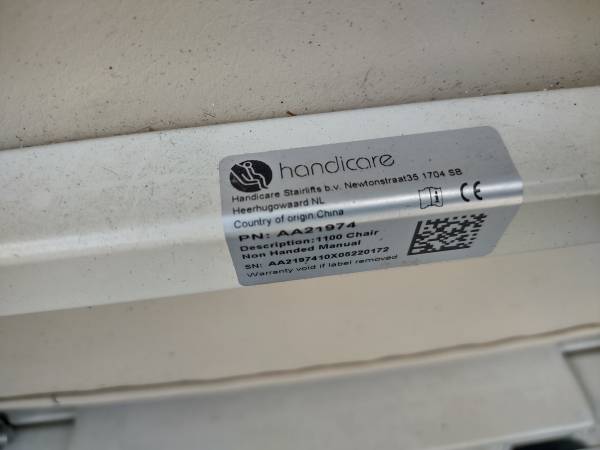 handicare
Handicare Stairlifts b.v. Newtonstraat35 1704 SB
Heerhugowaard NL
Country of origin:China
PN: AA21974
Description:1100 Chair
Non Handed Manual
SN: AA2197410X05220172
Warranty void if label removed
CE